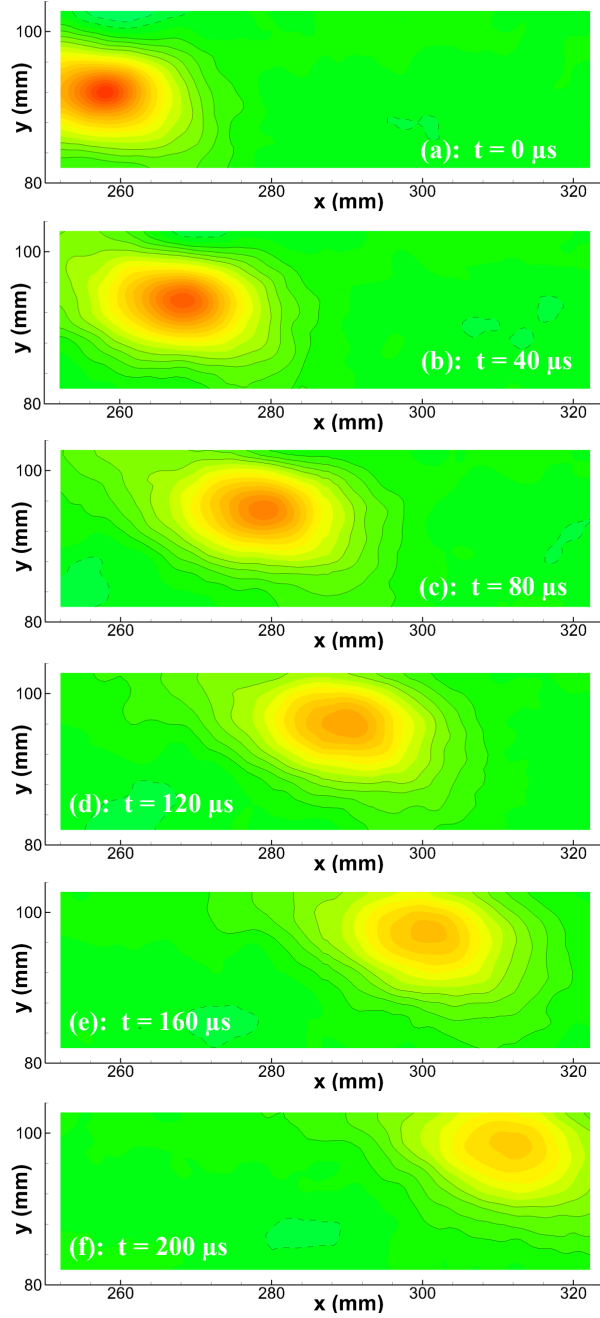 100
80
y (mm)
(a): t = 0 μs
260 280 300 320
x (mm)
100
80
y (mm)
(b): t = 40 μs
260 280 300 320
x (mm)
100
80
y (mm)
(c): t = 80 μs
260 280 300 320
x (mm)
100
80
y (mm)
(d): t = 120 μs
260 280 300 320
x (mm)
100
80
y (mm)
(e): t = 160 μs
260 280 300 320
x (mm)
100
80
y (mm)
(f): t = 200 μs
260 280 300 320
x (mm)